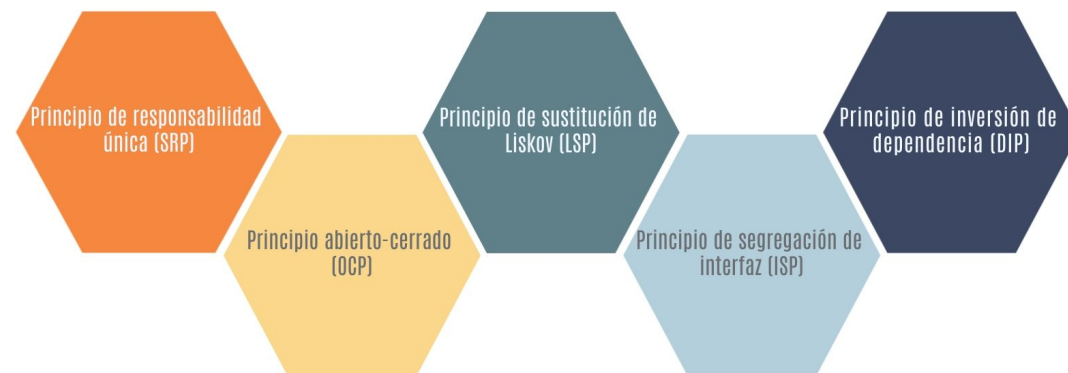 Principio de responsabilidad
única (SRP)
Principio abierto-cerrado
(OCP)
Principio de sustitución de
Liskov (LSP)
Principio de segregación de
interfaz (ISP)
Principio de inversión de
dependencia (DIP)